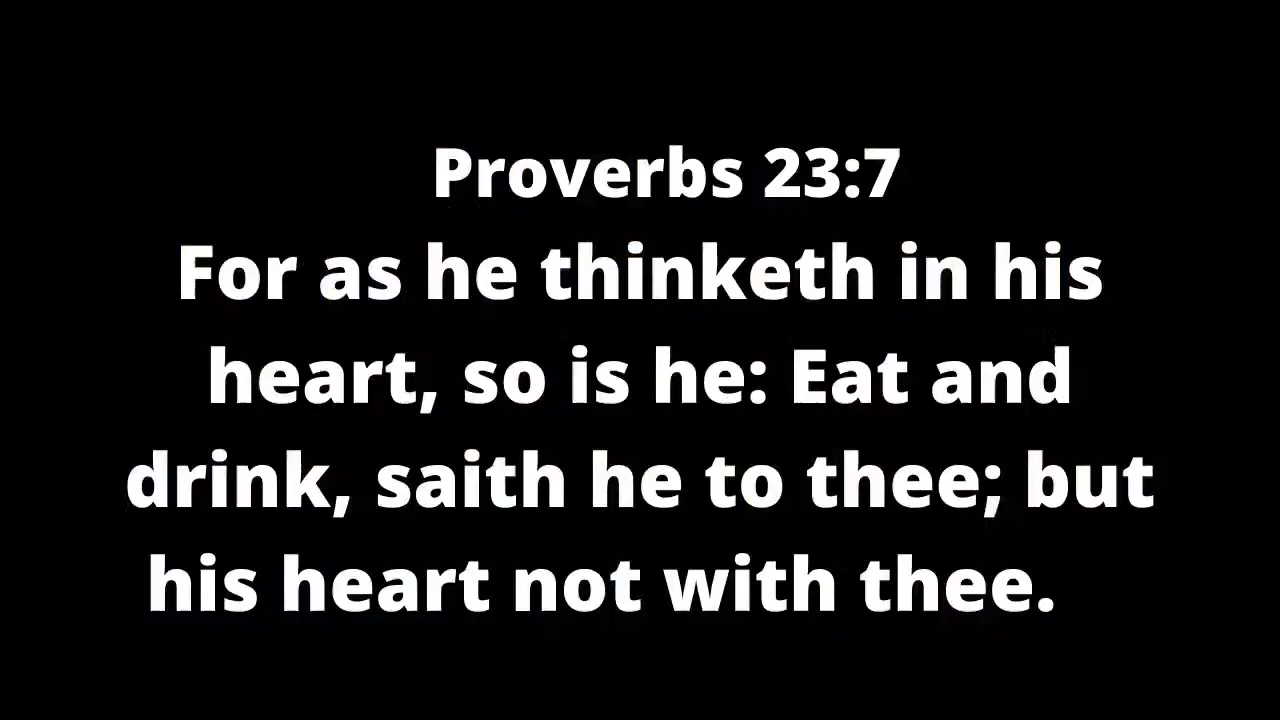 Proverbs 23:7
For as he thinketh in his
heart, so is he: Eat and
drink, saith he to thee; but
his heart not with thee.